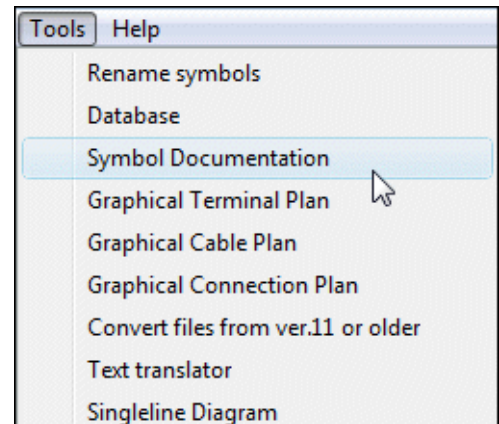 Tools Help
Rename symbols
Database
Symbol Documentation
Graphical Terminal Plan
Graphical Cable Plan
Graphical Connection Plan
Convert files from ver.11 or older
Text translator
Singleline Diagram